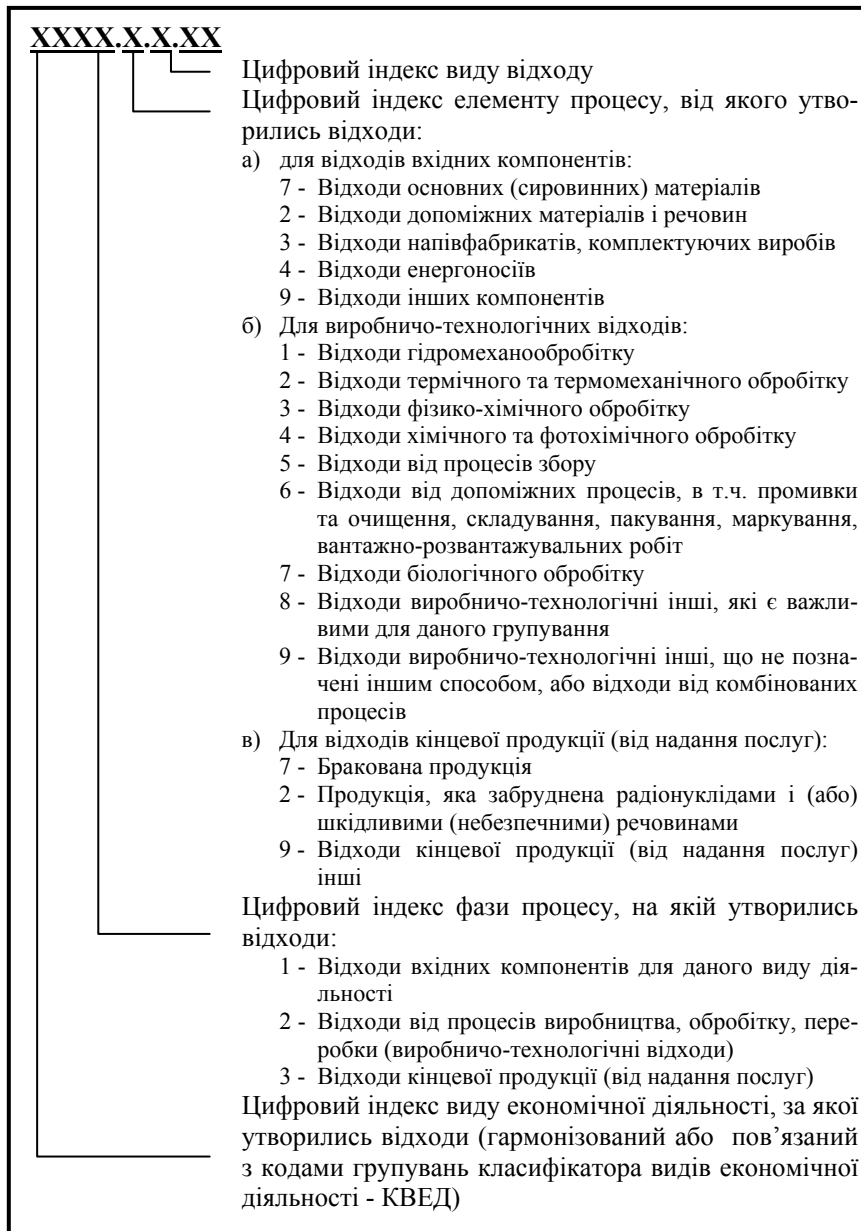 XXXX.X.X.XX
Цифровий індекс виду відходу
Цифровий індекс елементу процесу, від якого утво-
рились відходи:
а) для відходів вхідних компонентів:
7 - Відходи основних (сировинних) матеріалів
2 - Відходи допоміжних матеріалів і речовин
3 - Відходи напівфабрикатів, комплектуючих виробів
4 - Відходи енергоносіїв
9 - Відходи інших компонентів
б) Для виробничо-технологічних відходів:
1 - Відходи гідромеханообробітку
2 - Відходи термічного та термомеханічного обробітку
3 - Відходи фізико-хімічного обробітку
4 - Відходи хімічного та фотохімічного обробітку
5 - Відходи від процесів збору
6 - Відходи від допоміжних процесів, в т.ч. промивки
та очищення, складування, пакування, маркування,
вантажно-розвантажувальних робіт
7 - Відходи біологічного обробітку
8 - Відходи виробничо-технологічні інші, які є важли-
вими для даного групування
9 - Відходи виробничо-технологічні інші, що не позна-
чені іншим способом, або відходи від комбінованих
процесів
в) Для відходів кінцевої продукції (від надання послуг):
7 - Бракована продукція
2 - Продукція, яка забруднена радіонуклідами і (або)
шкідливими (небезпечними) речовинами
9 - Відходи кінцевої продукції (від надання послуг)
інші
Цифровий індекс фази процесу, на якій утворились
відходи:
1 - Відходи вхідних компонентів для даного виду дія-
льності
2 - Відходи від процесів виробництва, обробітку, пере-
робки (виробничо-технологічні відходи)
3 - Відходи кінцевої продукції (від надання послуг)
Цифровий індекс виду економічної діяльності, за якої
утворились відходи (гармонізований або пов’язаний
з кодами групувань класифікатора видів економічної
діяльності - КВЕД)